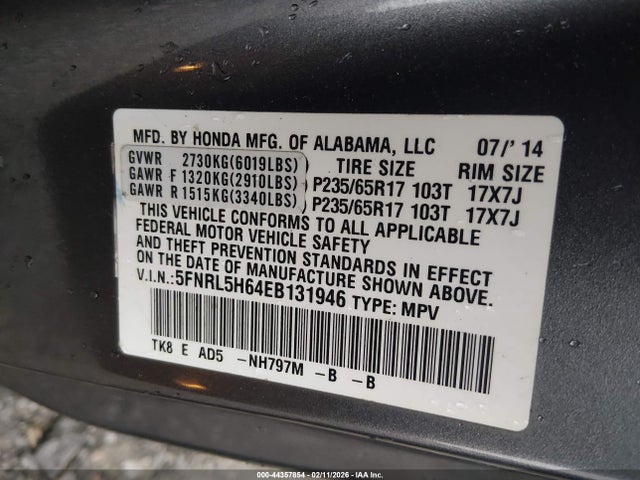 MFD. BY HONDA MFG. OF ALABAMA, LLC 07/' 14
GVWR 2730KG(6019LBS) TIRE SIZE RIM SIZE
GAWR F 1320KG(2910LBS) P235/65R17 103T 17X7J
GAWR R 1515KG(3340LBS) P235/65R17 103T 17X7J
THIS VEHICLE CONFORMS TO ALL APPLICABLE
FEDERAL MOTOR VEHICLE SAFETY
AND THEFT PREVENTION STANDARDS IN EFFECT
ON THE DATE OF MANUFACTURE SHOWN ABOVE.
V.I.N.:5FNRL5H64EB131946 TYPE: MPV
TK8 E AD5 -NH797M -B -B
000-44357854 - 02/11/2026 - IAA Inc.